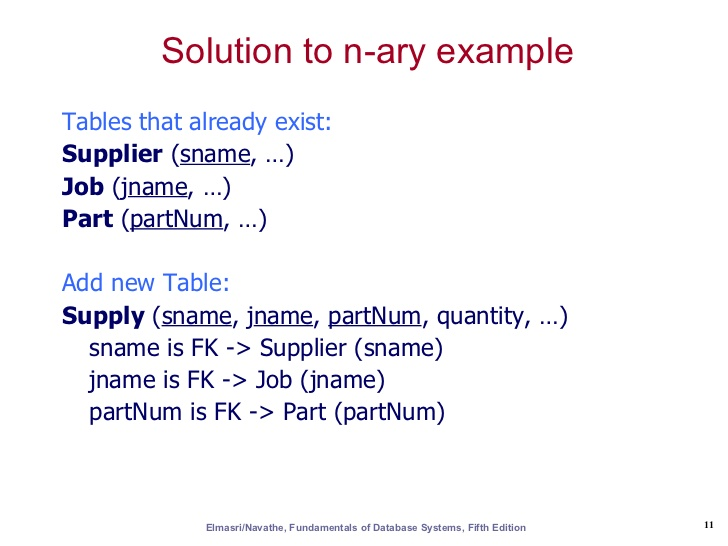 Solution to n-ary example
Tables that already exist:
Supplier (sname, …)
Job (jname, …)
Part (partNum, …)
Add new Table:
Supply (sname, jname, partNum, quantity, …)
sname is FK -> Supplier (sname)
jname is FK -> Job (jname)
partNum is FK -> Part (partNum)
Elmasri/Navathe, Fundamentals of Database Systems, Fifth Edition
11